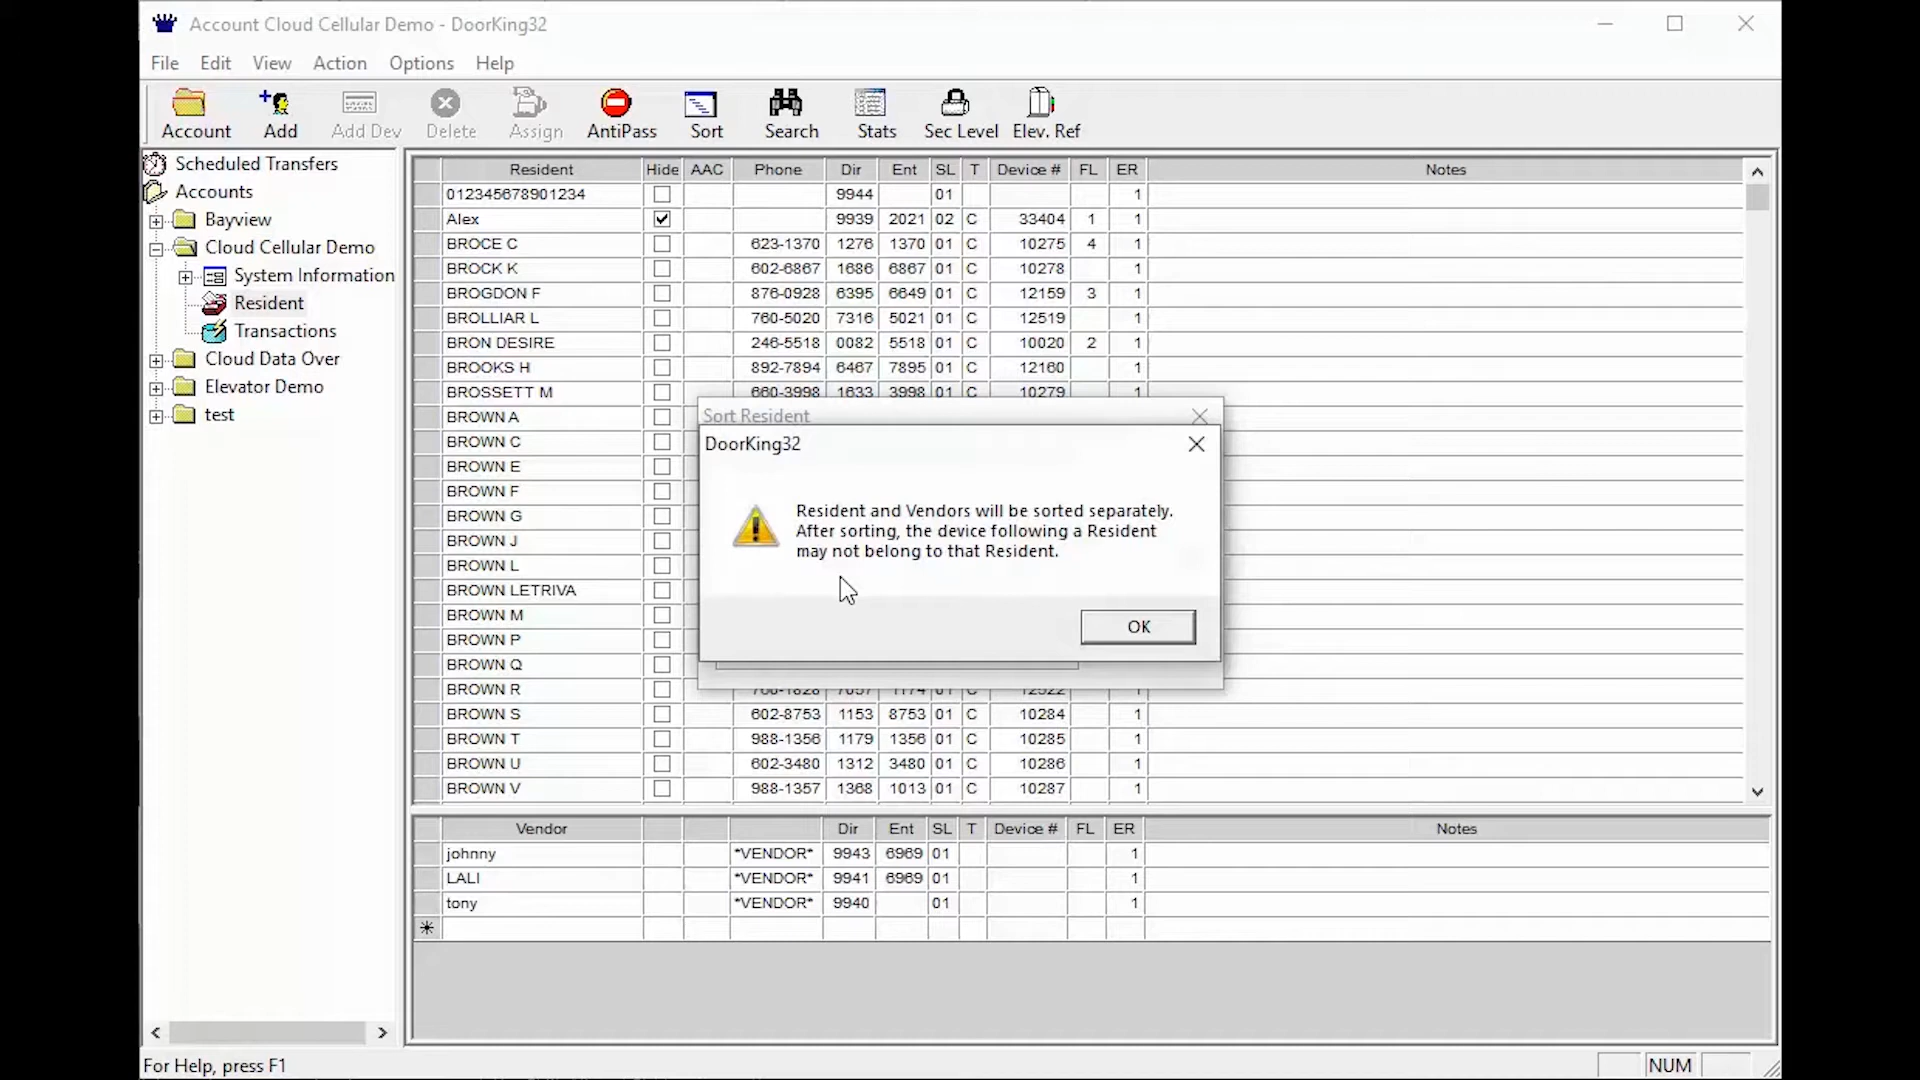 Account Cloud Cellular Demo - DoorKing32
File Edit View Action Options Help
Account Add Add Dev Delete Assign AntiPass Sort Search Stats Sec Level Elev. Ref
Scheduled Transfers
Accounts
Bayview
Cloud Cellular Demo
System Information
Resident
Transactions
Cloud Data Over
Elevator Demo
test
Resident Hide AAC Phone Dir Ent SL T Device # FL ER Notes
012345678901234 9944 01 1
Alex 9939 2021 02 C 33404 1 1
BROCE C 623-1370 1276 1370 01 C 10275 4 1
BROCK K 602-6867 1686 6867 01 C 10278 1
BROGDON F 876-0928 6395 6649 01 C 12159 3 1
BROLLIAR L 760-5020 7316 5021 01 C 12519 1
BRON DESIRE 246-5518 0082 5518 01 C 10020 2 1
BROOKS H 892-7894 6467 7895 01 C 12160 1
BROSSETT M 660-3998 1633 3998 01 C 10279 1
BROWN A
BROWN C
BROWN E
BROWN F
BROWN G
BROWN J
BROWN L
BROWN LETRIVA
BROWN M
BROWN P
BROWN Q
BROWN R
BROWN S 602-8753 1153 8753 01 C 10284 1
BROWN T 988-1356 1179 1356 01 C 10285 1
BROWN U 602-3480 1312 3480 01 C 10286 1
BROWN V 988-1357 1368 1013 01 C 10287 1
Sort Resident
DoorKing32
Resident and Vendors will be sorted separately.
After sorting, the device following a Resident
may not belong to that Resident.
OK
Vendor Dir Ent SL T Device # FL ER Notes
johnny *VENDOR* 9943 6969 01 1
LALI *VENDOR* 9941 6969 01 1
tony *VENDOR* 9940 01 1
For Help, press F1
NUM